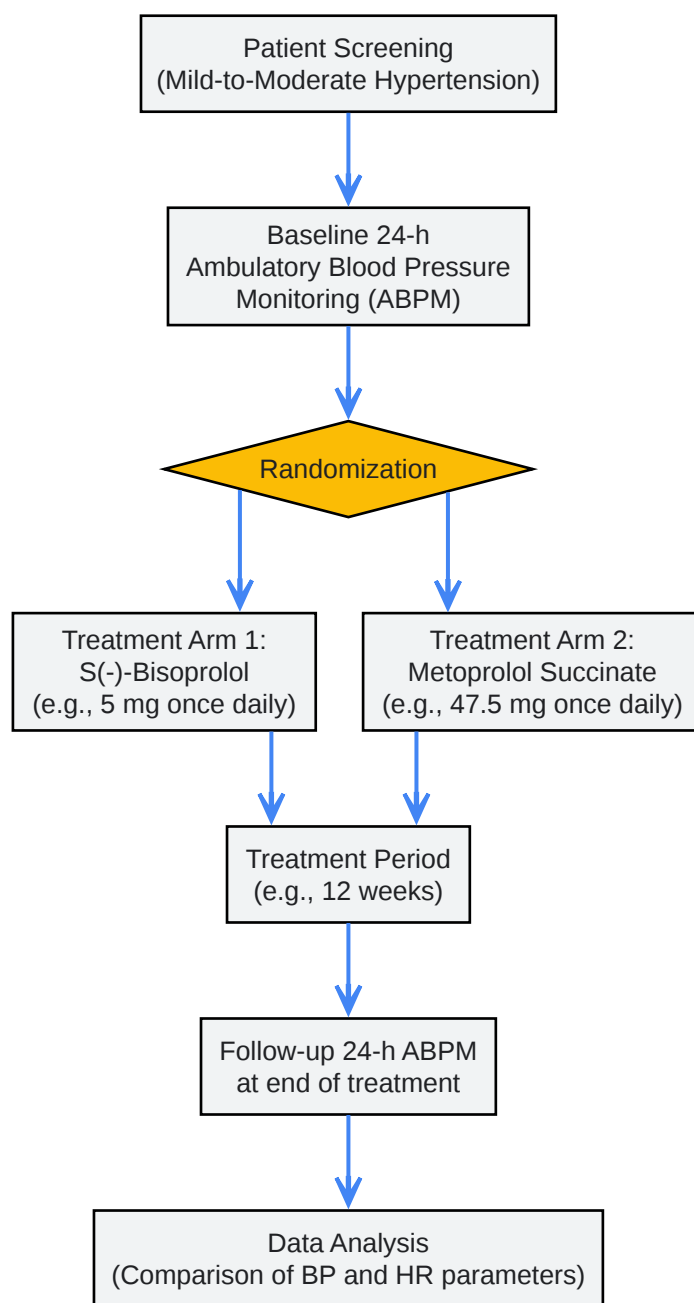 Patient Screening
(Mild-to-Moderate Hypertension)
Baseline 24-h
Ambulatory Blood Pressure
Monitoring (ABPM)
Randomization
Treatment Arm 1:
S(-)-Bisoprolol
(e.g., 5 mg once daily)
Treatment Arm 2:
Metoprolol Succinate
(e.g., 47.5 mg once daily)
Treatment Period
(e.g., 12 weeks)
Follow-up 24-h ABPM
at end of treatment
Data Analysis
(Comparison of BP and HR parameters)